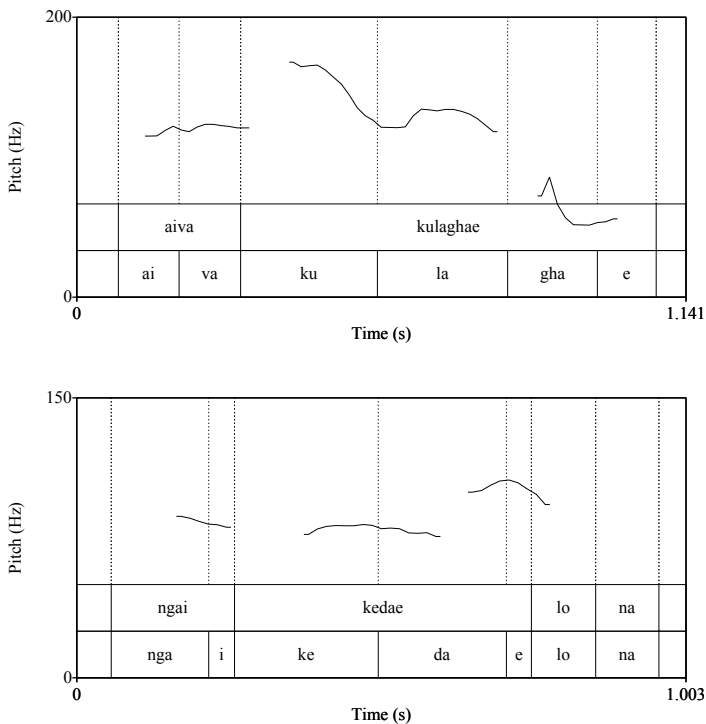 200
Pitch (Hz)
aiva kulaghae
ai va ku la gha e
0
0 1.141
Time (s)
150
Pitch (Hz)
ngai kedae lo na
nga i ke da e lo na
0
0 1.003
Time (s)